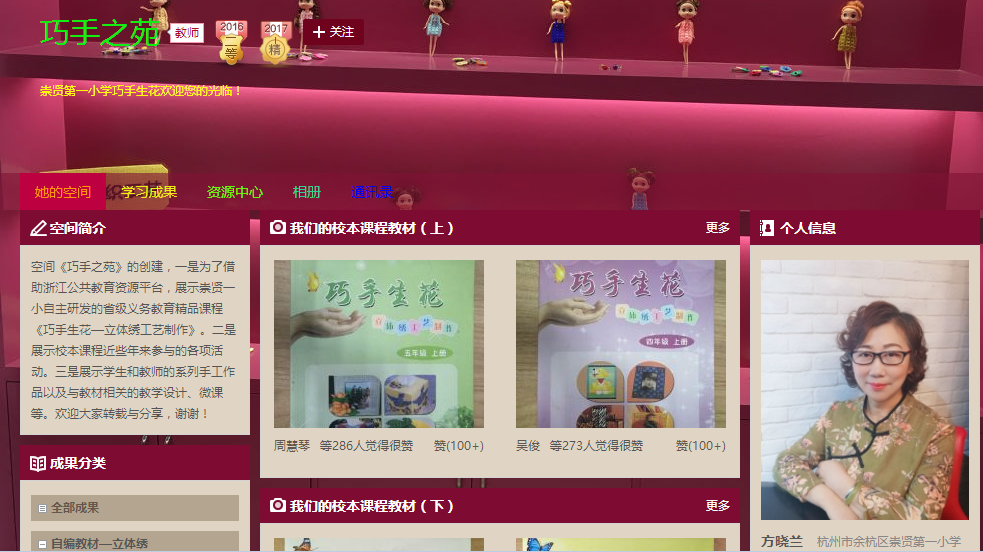 巧手之苑
教师
2016
二等
2017
精
+ 关注
崇贤第一小学巧手生花欢迎您的光临！
她的空间 学习成果 资源中心 相册 通讯录
空间简介
空间《巧手之苑》的创建，一是为了借
助浙江公共教育资源平台，展示崇贤一
小自主研发的省级义务教育精品课程
《巧手生花—立体绣工艺制作》。二是
展示校本课程近些年来参与的各项活
动。三是展示学生和教师的系列手工作
品以及与教材相关的教学设计、微课
等。欢迎大家转载与分享，谢谢！
成果分类
全部成果
自编教材—立体绣
我们的校本课程教材（上） 更多
巧手生花
立体绣工艺制作
五年级 上册
周慧琴 等286人觉得很赞 赞(100+)
巧手生花
立体绣工艺制作
四年级 上册
吴俊 等273人觉得很赞 赞(100+)
我们的校本课程教材（下） 更多
个人信息
方晓兰 杭州市余杭区崇贤第一小学